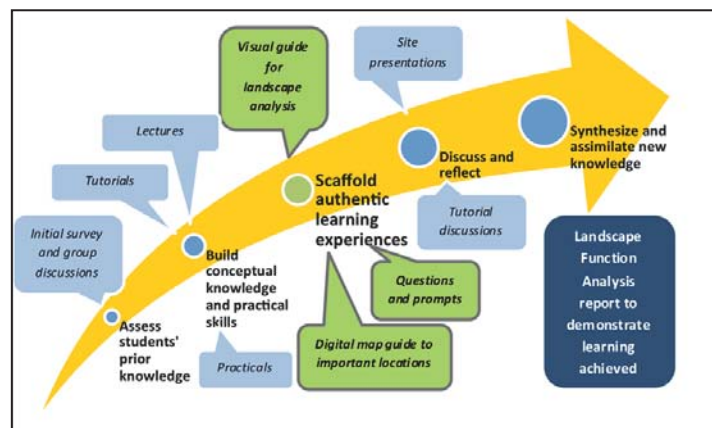 Visual guide
for
landscape
analysis
Site
presentations
Lectures
Tutorials
Initial survey
and group
discussions
Assess
students'
prior
knowledge
Build
conceptual
knowledge
and practical
skills
Practicals
Scaffold
authentic
learning
experiences
Digital map guide to
important locations
Questions
and prompts
Discuss and
reflect
Tutorial
discussions
Synthesize and
assimilate new
knowledge
Landscape
Function
Analysis
report to
demonstrate
learning
achieved